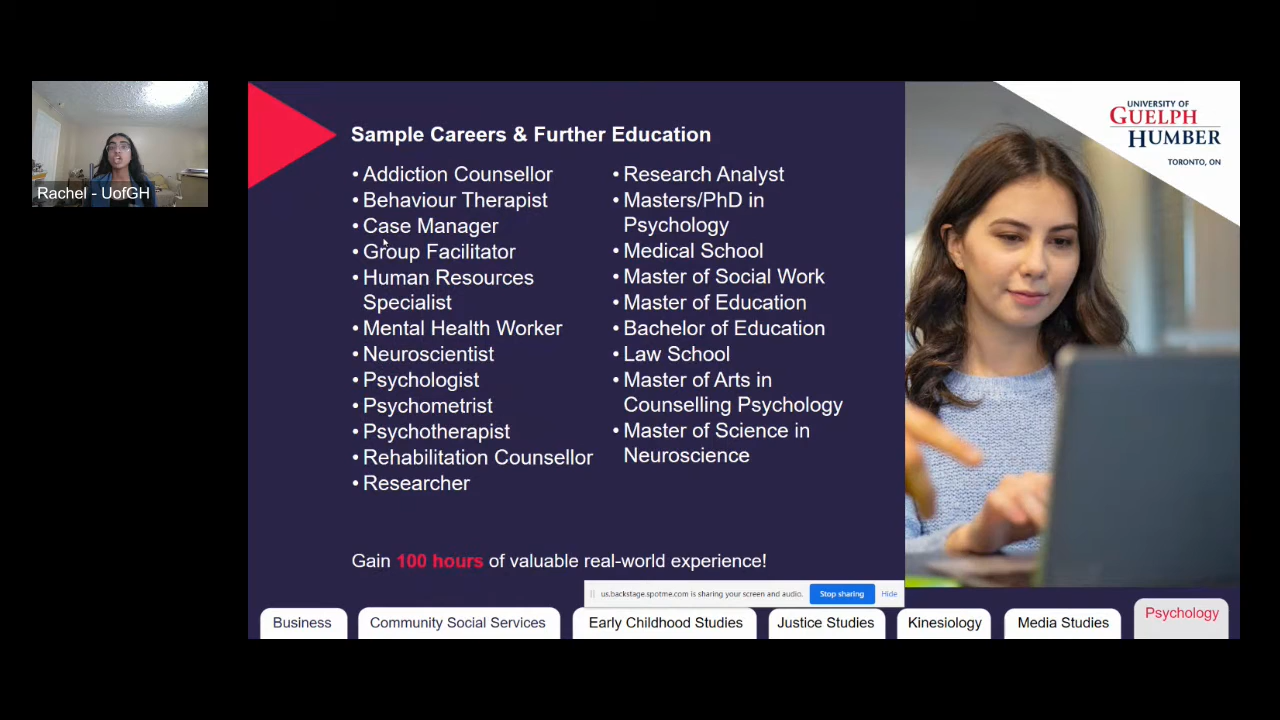 Rachel - UofGH
Sample Careers & Further Education
• Addiction Counsellor
• Behaviour Therapist
• Case Manager
• Group Facilitator
• Human Resources
Specialist
• Mental Health Worker
• Neuroscientist
• Psychologist
• Psychometrist
• Psychotherapist
• Rehabilitation Counsellor
• Researcher
• Research Analyst
• Masters/PhD in
Psychology
• Medical School
• Master of Social Work
• Master of Education
• Bachelor of Education
• Law School
• Master of Arts in
Counselling Psychology
• Master of Science in
Neuroscience
UNIVERSITY OF
GUELPH
HUMBER
TORONTO, ON
Gain 100 hours of valuable real-world experience!
us.backstage.spotme.com is sharing your screen and audio. Stop sharing Hide
Business Community Social Services Early Childhood Studies Justice Studies Kinesiology Media Studies Psychology